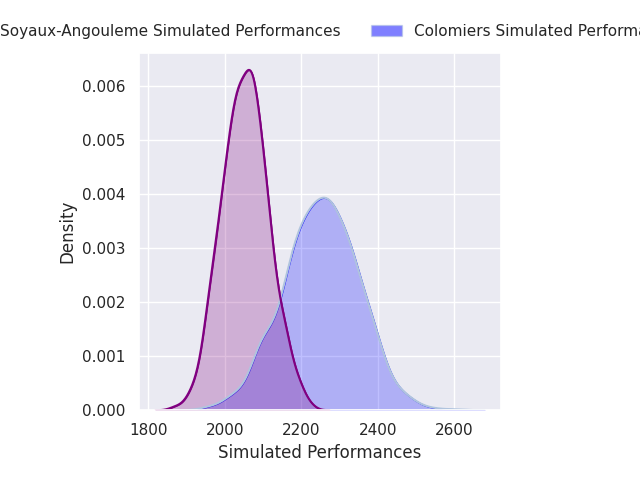 Soyaux-Angouleme Simulated Performances
Colomiers Simulated
Density
0.006
0.005
0.004
0.003
0.002
0.001
0.000
1800 2000 2200 2400 2600
Simulated Performances